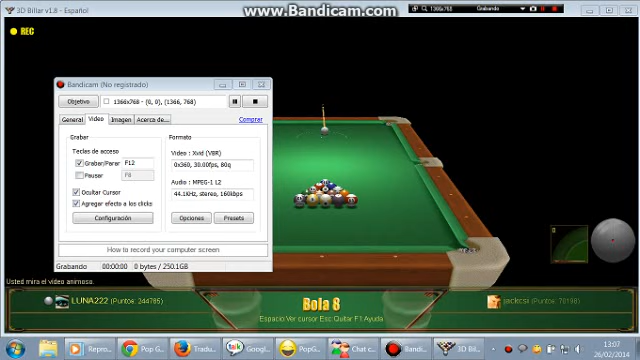 www.Bandicam.com
3D Billar v1.8 - Español
1366x768
Grabando
REC
Bandicam (No registrado)
Objetivo
1366x768 - (0, 0), (1366, 768)
General
Video
Imagen
Acerca de...
Comprar
Grabar
Teclas de acceso
Grabar/Parar
F12
Pausar
Ocultar Cursor
Agregar efecto a los clicks
Configuración
Formato
Video : Xvid (VBR)
0x360, 30.00fps, 80q
Audio : MPEG-1 L2
44.1KHz, stereo, 160kbps
Opciones
Presets
How to record your computer screen
Grabando
00:00:00
0 bytes / 250.1GB
Usted mira el video animoso.
LUNA222 (Puntos: 244785)
Bola 8
jackcsii (Puntos: 70198)
Espacio Ver cursor Esc Quitar F1 Ayuda
Repro...
Pop G...
Tradu...
Google...
PopG...
Chat c...
Bandi...
3D Bil...
13:07
26/02/2014